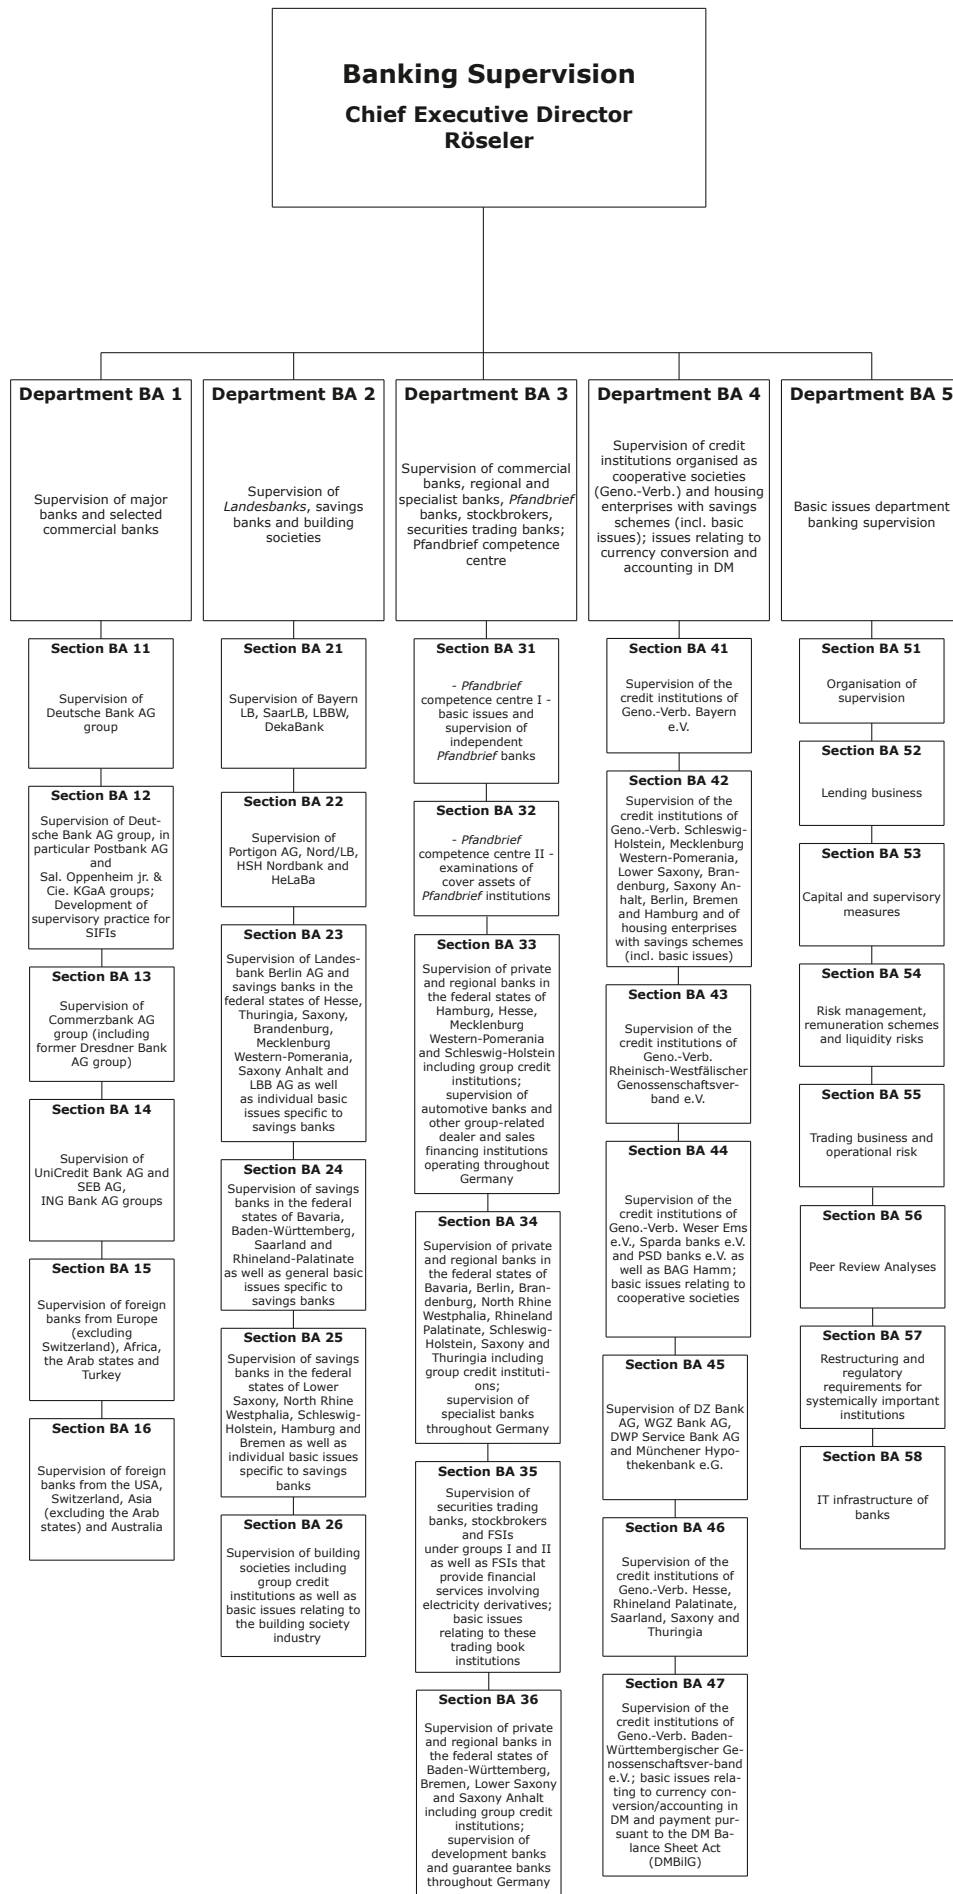 Banking Supervision
Chief Executive Director
Röseler
Department BA 1
Supervision of major
banks and selected
commercial banks
Section BA 11
Supervision of
Deutsche Bank AG
group
Section BA 12
Supervision of Deut-
sche Bank AG group, in
particular Postbank AG
and
Sal. Oppenheim jr. &
Cie. KGaA groups;
Development of
supervisory practice for
SIFIs
Section BA 13
Supervision of
Commerzbank AG
group (including
former Dresdner Bank
AG group)
Section BA 14
Supervision of
UniCredit Bank AG and
SEB AG,
ING Bank AG groups
Section BA 15
Supervision of foreign
banks from Europe
(excluding
Switzerland), Africa,
the Arab states and
Turkey
Section BA 16
Supervision of foreign
banks from the USA,
Switzerland, Asia
(excluding the Arab
states) and Australia
Department BA 2
Supervision of
Landesbanks, savings
banks and building
societies
Section BA 21
Supervision of Bayern
LB, SaarLB, LBBW,
DekaBank
Section BA 22
Supervision of
Portigon AG, Nord/LB,
HSH Nordbank and
HeLaBa
Section BA 23
Supervision of Landes-
bank Berlin AG and
savings banks in the
federal states of Hesse,
Thuringia, Saxony,
Brandenburg,
Mecklenburg
Western-Pomerania,
Saxony Anhalt and
LBB AG as well
as individual basic
issues specific to
savings banks
Section BA 24
Supervision of savings
banks in the federal
states of Bavaria,
Baden-Württemberg,
Saarland and
Rhineland-Palatinate
as well as general basic
issues specific to
savings banks
Section BA 25
Supervision of savings
banks in the federal
states of Lower
Saxony, North Rhine
Westphalia, Schleswig-
Holstein, Hamburg and
Bremen as well as
individual basic issues
specific to savings
banks
Section BA 26
Supervision of building
societies including
group credit
institutions as well as
basic issues relating to
the building society
industry
Department BA 3
Supervision of commercial
banks, regional and
specialist banks, Pfandbrief
banks, stockbrokers,
securities trading banks;
Pfandbrief competence
centre
Section BA 31
- Pfandbrief
competence centre I -
basic issues and
supervision of
independent
Pfandbrief banks
Section BA 32
- Pfandbrief
competence centre II -
examinations of
cover assets of
Pfandbrief institutions
Section BA 33
Supervision of private
and regional banks in
the federal states of
Hamburg, Hesse,
Mecklenburg
Western-Pomerania
and Schleswig-Holstein
including group credit
institutions;
supervision of
automotive banks and
other group-related
dealer and sales
financing institutions
operating throughout
Germany
Section BA 34
Supervision of private
and regional banks in
the federal states of
Bavaria, Berlin, Bran-
denburg, North Rhine
Westphalia, Rhineland
Palatinate, Schleswig-
Holstein, Saxony and
Thuringia including
group credit instituti-
ons;
supervision of
specialist banks
throughout Germany
Section BA 35
Supervision of
securities trading
banks, stockbrokers
and FSIs
under groups I and II
as well as FSIs that
provide financial
services involving
electricity derivatives;
basic issues
relating to these
trading book
institutions
Section BA 36
Supervision of private
and regional banks in
the federal states of
Baden-Württemberg,
Bremen, Lower Saxony
and Saxony Anhalt
including group credit
institutions;
supervision of
development banks
and guarantee banks
throughout Germany
Department BA 4
Supervision of credit
institutions organised as
cooperative societies
(Geno.-Verb.) and housing
enterprises with savings
schemes (incl. basic
issues); issues relating to
currency conversion and
accounting in DM
Section BA 41
Supervision of the
credit institutions of
Geno.-Verb. Bayern
e.V.
Section BA 42
Supervision of the
credit institutions of
Geno.-Verb. Schleswig-
Holstein, Mecklenburg
Western-Pomerania,
Lower Saxony, Bran-
denburg, Saxony An-
halt, Berlin, Bremen
and Hamburg and of
housing enterprises
with savings schemes
(incl. basic issues)
Section BA 43
Supervision of the
credit institutions of
Geno.-Verb.
Rheinisch-Westfälischer
Genossenschaftsver-
band e.V.
Section BA 44
Supervision of the
credit institutions of
Geno.-Verb. Weser Ems
e.V., Sparda banks e.V.
and PSD banks e.V. as
well as BAG Hamm;
basic issues relating to
cooperative societies
Section BA 45
Supervision of DZ Bank
AG, WGZ Bank AG,
DWP Service Bank AG
and Münchener Hypo-
thekenbank e.G.
Section BA 46
Supervision of the
credit institutions of
Geno.-Verb. Hesse,
Rhineland Palatinate,
Saarland, Saxony and
Thuringia
Section BA 47
Supervision of the
credit institutions of
Geno.-Verb. Baden-
Württembergischer Ge-
nossenschaftsver-band
e.V.; basic issues rela-
ting to currency con-
version/accounting in
DM and payment pur-
suant to the DM Ba-
lance Sheet Act
(DMBilG)
Department BA 5
Basic issues department
banking supervision
Section BA 51
Organisation of
supervision
Section BA 52
Lending business
Section BA 53
Capital and supervisory
measures
Section BA 54
Risk management,
remuneration schemes
and liquidity risks
Section BA 55
Trading business and
operational risk
Section BA 56
Peer Review Analyses
Section BA 57
Restructuring and
regulatory
requirements for
systemically important
institutions
Section BA 58
IT infrastructure of
banks